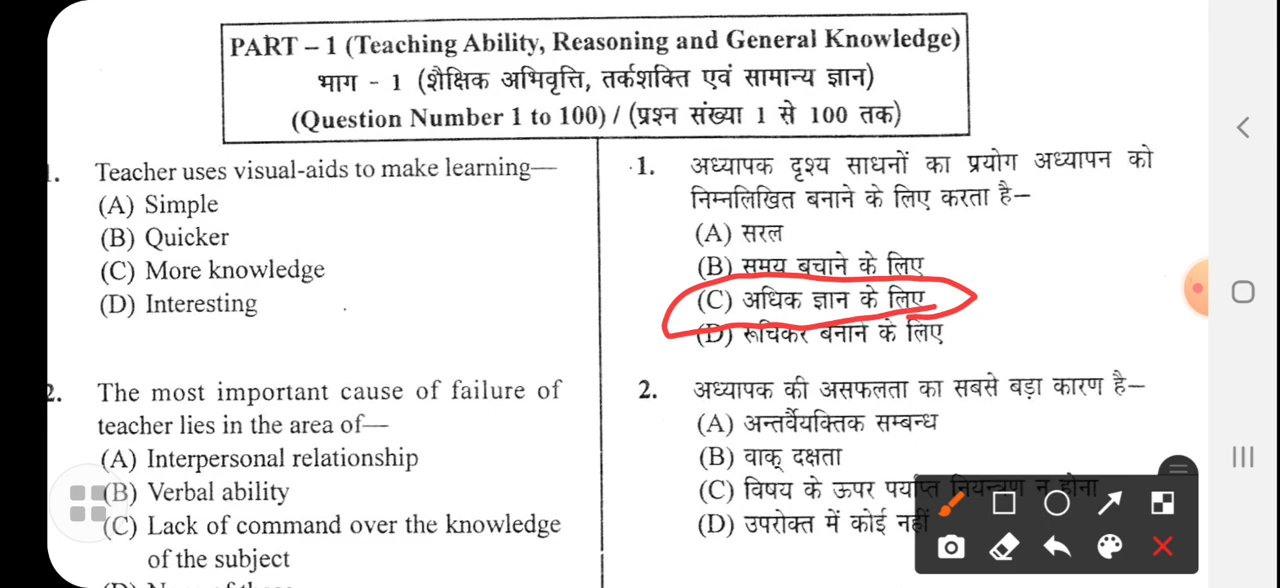 PART – 1 (Teaching Ability, Reasoning and General Knowledge)
भाग - 1 (शैक्षिक अभिवृत्ति, तर्कशक्ति एवं सामान्य ज्ञान)
(Question Number 1 to 100) / (प्रश्न संख्या 1 से 100 तक)
1. Teacher uses visual-aids to make learning—
(A) Simple
(B) Quicker
(C) More knowledge
(D) Interesting
2. The most important cause of failure of
teacher lies in the area of—
(A) Interpersonal relationship
(B) Verbal ability
(C) Lack of command over the knowledge
of the subject
1. अध्यापक दृश्य साधनों का प्रयोग अध्यापन को
निम्नलिखित बनाने के लिए करता है–
(A) सरल
(B) समय बचाने के लिए
(C) अधिक ज्ञान के लिए
(D) रूचिकर बनाने के लिए
2. अध्यापक की असफलता का सबसे बड़ा कारण है–
(A) अन्तर्वैयक्तिक सम्बन्ध
(B) वाक् दक्षता
(C) विषय के ऊपर पर्याप्त नियन्त्रण न होना
(D) उपरोक्त में कोई नहीं